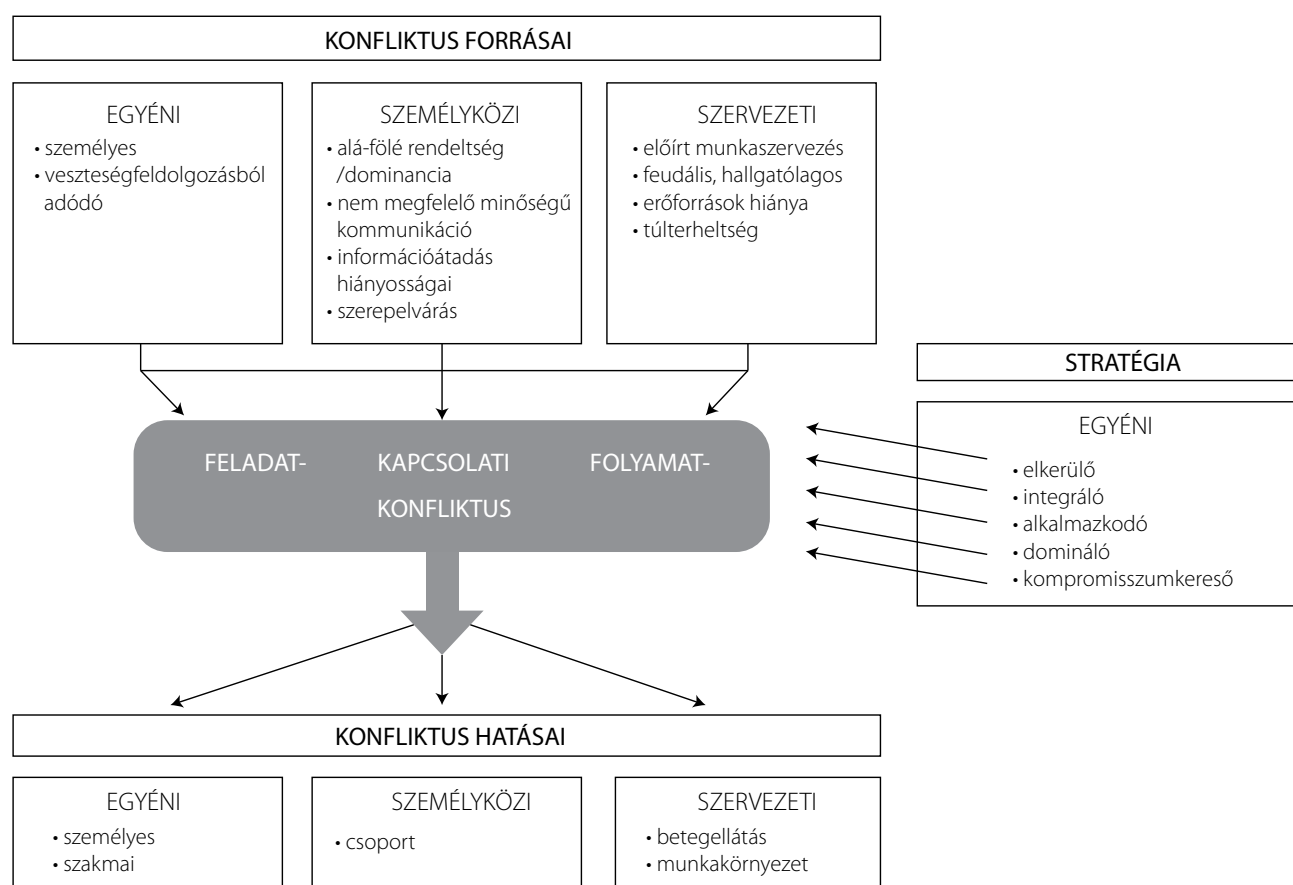 KONFLIKTUS FORRÁSAI
EGYÉNI
• személyes
• veszteségfeldolgozásból
adódó
SZEMÉLYKÖZI
• alá-fölé rendeltség
/dominancia
• nem megfelelő minőségű
kommunikáció
• információátadás
hiányosságai
• szerepelvárás
SZERVEZETI
• előírt munkaszervezés
• feudális, hallgatólagos
• erőforrások hiánya
• túlterheltség
STRATÉGIA
EGYÉNI
• elkerülő
• integráló
• alkalmazkodó
• domináló
• kompromisszumkereső
FELADAT- KAPCSOLATI FOLYAMAT-
KONFLIKTUS
KONFLIKTUS HATÁSAI
EGYÉNI
• személyes
• szakmai
SZEMÉLYKÖZI
• csoport
SZERVEZETI
• betegellátás
• munkakörnyezet